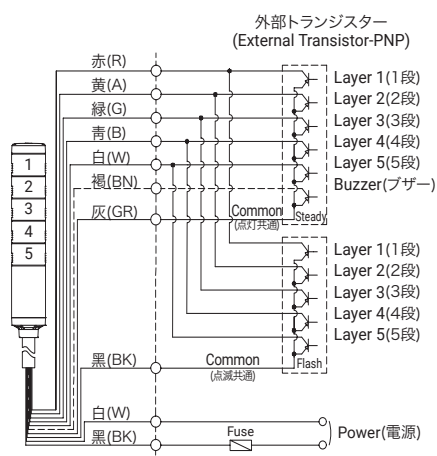 外部トランジスター
(External Transistor-PNP)
赤(R)
黄(A)
緑(G)
青(B)
白(W)
褐(BN)
灰(GR)
Layer 1(1段)
Layer 2(2段)
Layer 3(3段)
Layer 4(4段)
Layer 5(5段)
Buzzer(ブザー)
Common
(点灯共通)
Steady
1
2
3
4
5
Layer 1(1段)
Layer 2(2段)
Layer 3(3段)
Layer 4(4段)
Layer 5(5段)
黑(BK)
Common
(点滅共通)
Flash
白(W)
黑(BK)
Fuse
Power(電源)